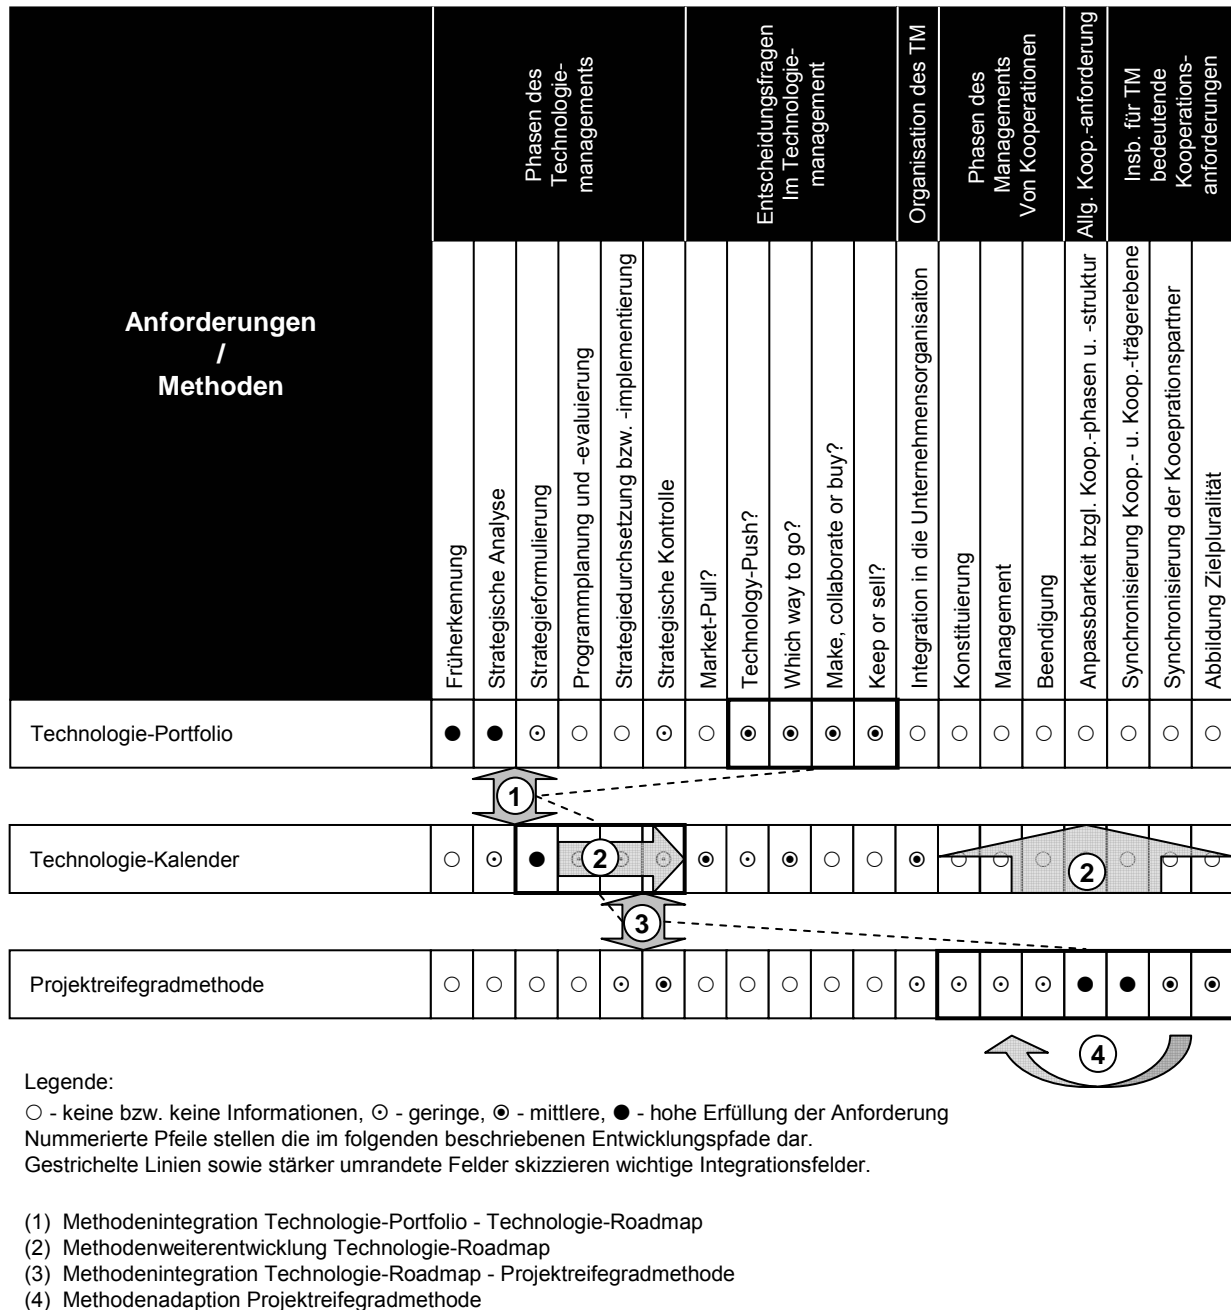 Phasen des
Technologie-
managements
Entscheidungsfragen
Im Technologie-
management
Organisation des TM
Phasen des
Managements
Von Kooperationen
Allg. Koop.-anforderung
Insb. für TM
bedeutende
Kooperations-
anforderungen
Anforderungen
/
Methoden
Früherkennung
Strategische Analyse
Strategieformulierung
Programmplanung und -evaluierung
Strategiedurchsetzung bzw. -implementierung
Strategische Kontrolle
Market-Pull?
Technology-Push?
Which way to go?
Make, collaborate or buy?
Keep or sell?
Integration in die Unternehmensorganisaiton
Konstituierung
Management
Beendigung
Anpassbarkeit bzgl. Koop.-phasen u. -struktur
Synchronisierung Koop.- u. Koop.-trägerebene
Synchronisierung der Kooeprationspartner
Abbildung Zielpluralität
Technologie-Portfolio
1
Technologie-Kalender
2
2
3
Projektreifegradmethode
4
Legende:
○ - keine bzw. keine Informationen, ⊙ - geringe, ◉ - mittlere, ● - hohe Erfüllung der Anforderung
Nummerierte Pfeile stellen die im folgenden beschriebenen Entwicklungspfade dar.
Gestrichelte Linien sowie stärker umrandete Felder skizzieren wichtige Integrationsfelder.
(1) Methodenintegration Technologie-Portfolio - Technologie-Roadmap
(2) Methodenweiterentwicklung Technologie-Roadmap
(3) Methodenintegration Technologie-Roadmap - Projektreifegradmethode
(4) Methodenadaption Projektreifegradmethode